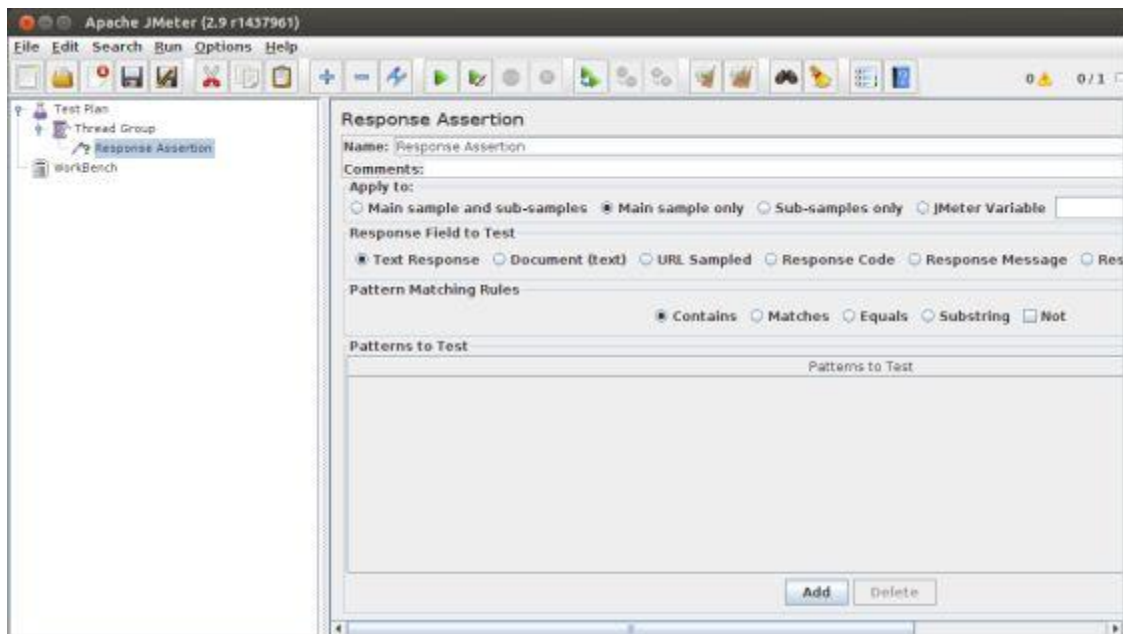 Apache JMeter (2.9 r1437961)
File Edit Search Run Options Help
0 0/1
Test Plan
Thread Group
Response Assertion
WorkBench
Response Assertion
Name: Response Assertion
Comments:
Apply to:
Main sample and sub-samples Main sample only Sub-samples only JMeter Variable
Response Field to Test
Text Response Document (text) URL Sampled Response Code Response Message Res
Pattern Matching Rules
Contains Matches Equals Substring Not
Patterns to Test
Patterns to Test
Add Delete